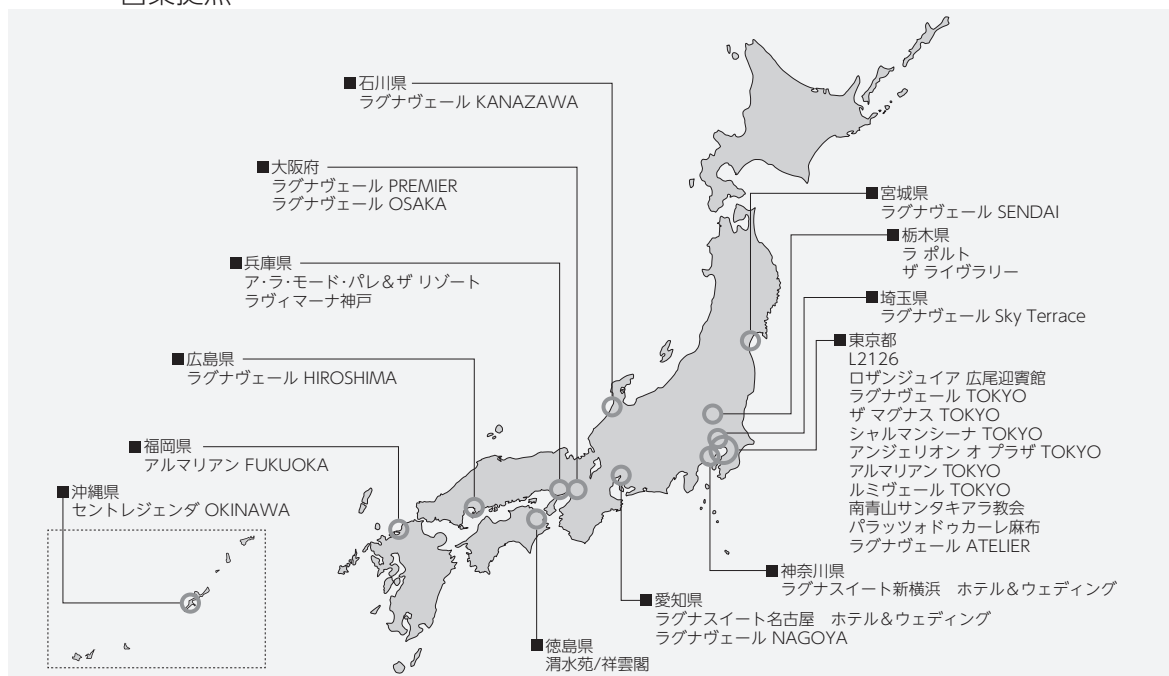 ■石川県
ラグナヴェール KANAZAWA
■大阪府
ラグナヴェール PREMIER
ラグナヴェール OSAKA
■兵庫県
ア・ラ・モード・パレ＆ザ リゾート
ラヴィマーナ神戸
■広島県
ラグナヴェール HIROSHIMA
■福岡県
アルマリアン FUKUOKA
■沖縄県
セントレジェンダ OKINAWA
■宮城県
ラグナヴェール SENDAI
■栃木県
ラ ポルト
ザ ライヴラリー
■埼玉県
ラグナヴェール Sky Terrace
■東京都
L2126
ロザンジュイア 広尾迎賓館
ラグナヴェール TOKYO
ザ マグナス TOKYO
シャルマンシーナ TOKYO
アンジェリオン オ プラザ TOKYO
アルマリアン TOKYO
ルミヴェール TOKYO
南青山サンタキアラ教会
パラッツォドゥカーレ麻布
ラグナヴェール ATELIER
■神奈川県
ラグナスイート新横浜　ホテル＆ウェディング
■愛知県
ラグナスイート名古屋　ホテル＆ウェディング
ラグナヴェール NAGOYA
■徳島県
渭水苑/祥雲閣